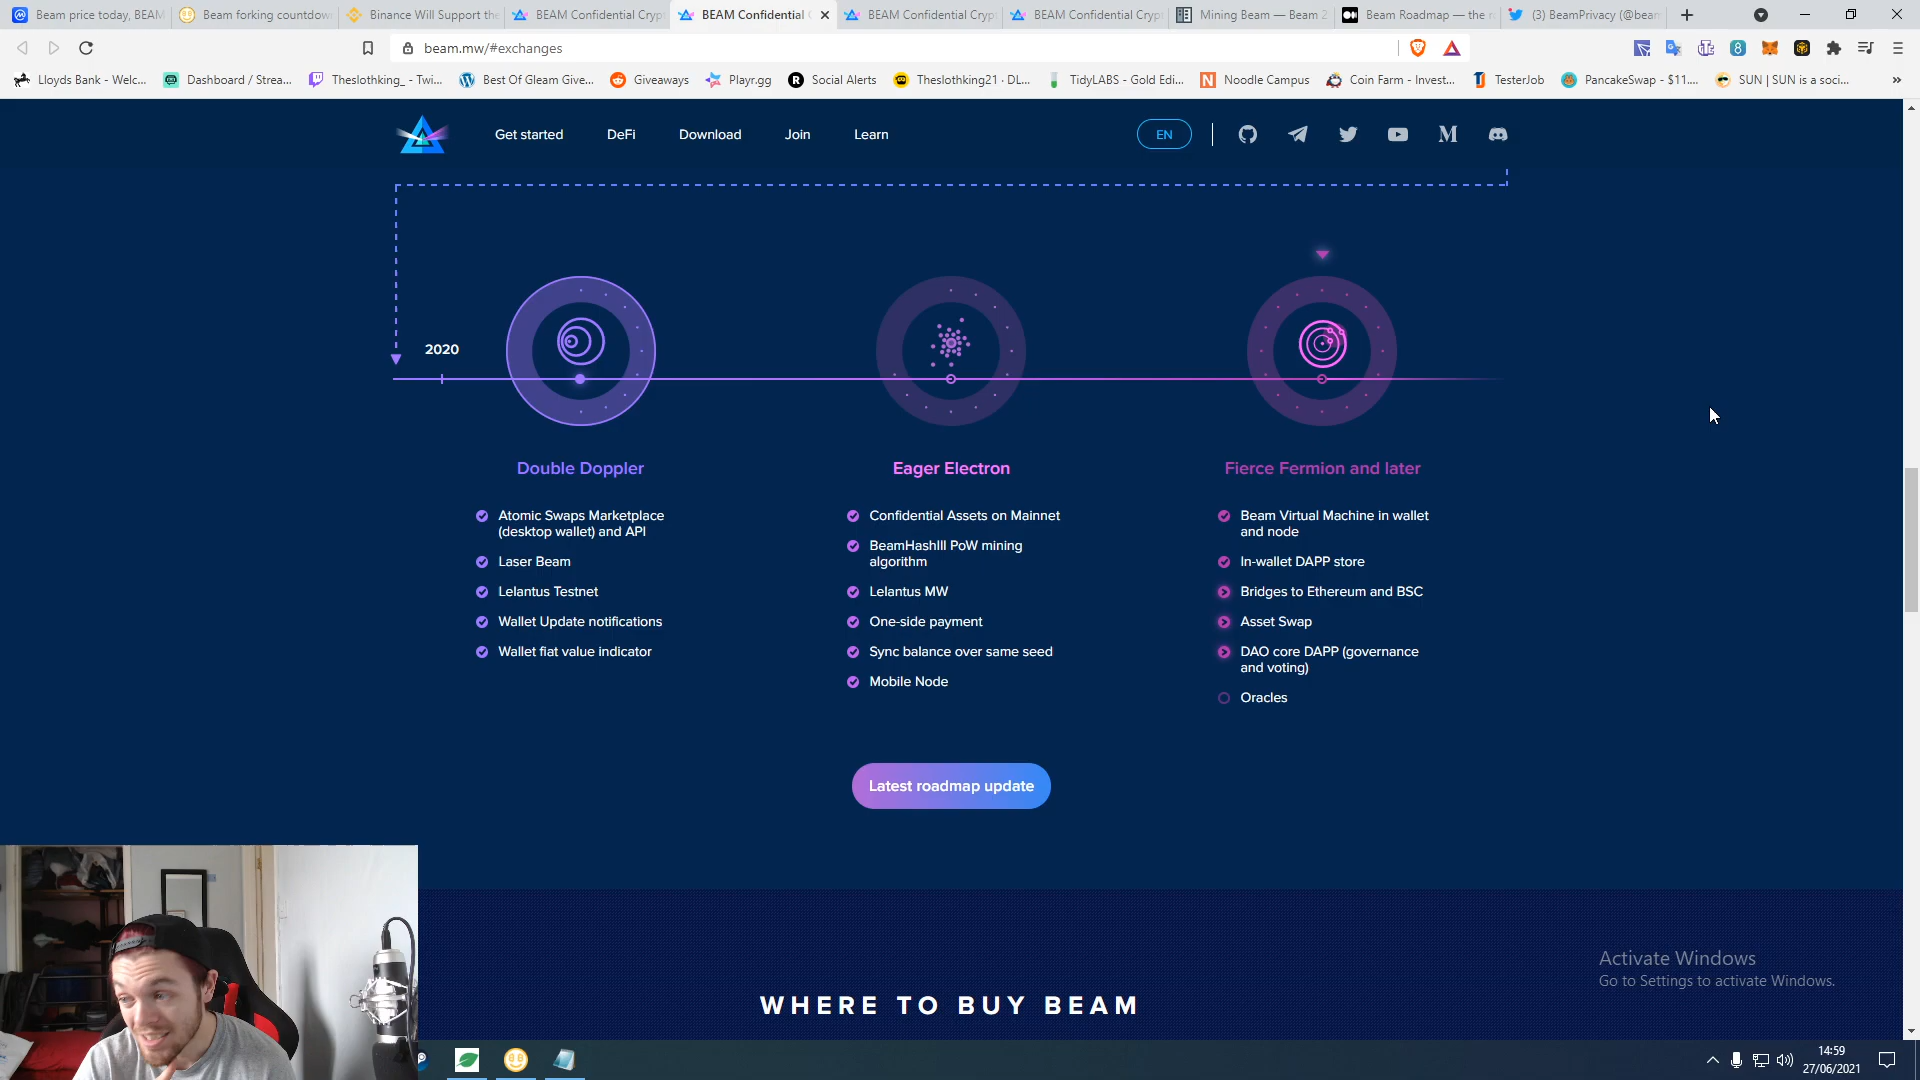 Beam price today, BEAM
Beam forking countdow
Binance Will Support the
BEAM Confidential Cryp
BEAM Confidential C
BEAM Confidential Cryp
BEAM Confidential Cryp
Mining Beam — Beam 2
Beam Roadmap — the r
(3) BeamPrivacy (@beam
beam.mw/#exchanges
Lloyds Bank - Welc...
Dashboard / Strea...
Theslothking_ - Twi...
Best Of Gleam Give...
Giveaways
Playr.gg
Social Alerts
Theslothking21 · DL...
TidyLABS - Gold Edi...
Noodle Campus
Coin Farm - Invest...
TesterJob
PancakeSwap - $11....
SUN | SUN is a soci...
Get started
DeFi
Download
Join
Learn
EN
2020
Double Doppler
Atomic Swaps Marketplace
(desktop wallet) and API
Laser Beam
Lelantus Testnet
Wallet Update notifications
Wallet fiat value indicator
Eager Electron
Confidential Assets on Mainnet
BeamHashIII PoW mining
algorithm
Lelantus MW
One-side payment
Sync balance over same seed
Mobile Node
Fierce Fermion and later
Beam Virtual Machine in wallet
and node
In-wallet DAPP store
Bridges to Ethereum and BSC
Asset Swap
DAO core DAPP (governance
and voting)
Oracles
Latest roadmap update
WHERE TO BUY BEAM
Activate Windows
Go to Settings to activate Windows.
14:59
27/06/2021